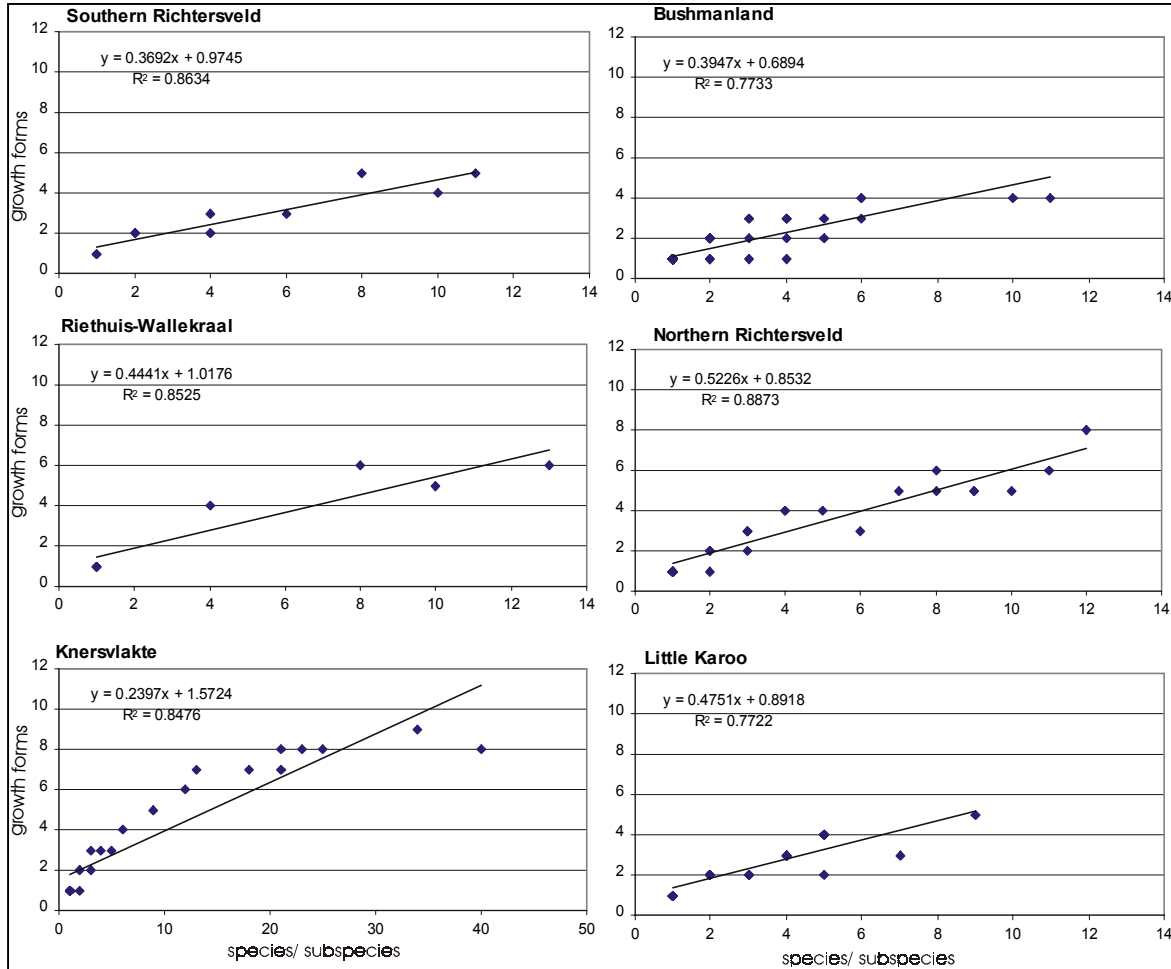 Southern Richtersveld
12
10
8
6
4
2
0
growth forms
y = 0.3692x + 0.9745
R² = 0.8634
0 2 4 6 8 10 12 14
Bushmanland
12
10
8
6
4
2
0
y = 0.3947x + 0.6894
R² = 0.7733
0 2 4 6 8 10 12 14
Riethuis-Wallekraal
12
10
8
6
4
2
0
growth forms
y = 0.4441x + 1.0176
R² = 0.8525
0 2 4 6 8 10 12 14
Northern Richtersveld
12
10
8
6
4
2
0
y = 0.5226x + 0.8532
R² = 0.8873
0 2 4 6 8 10 12 14
Knersvlakte
12
10
8
6
4
2
0
growth forms
y = 0.2397x + 1.5724
R² = 0.8476
0 10 20 30 40 50
species/ subspecies
Little Karoo
12
10
8
6
4
2
0
y = 0.4751x + 0.8918
R² = 0.7722
0 2 4 6 8 10 12 14
species/ subspecies